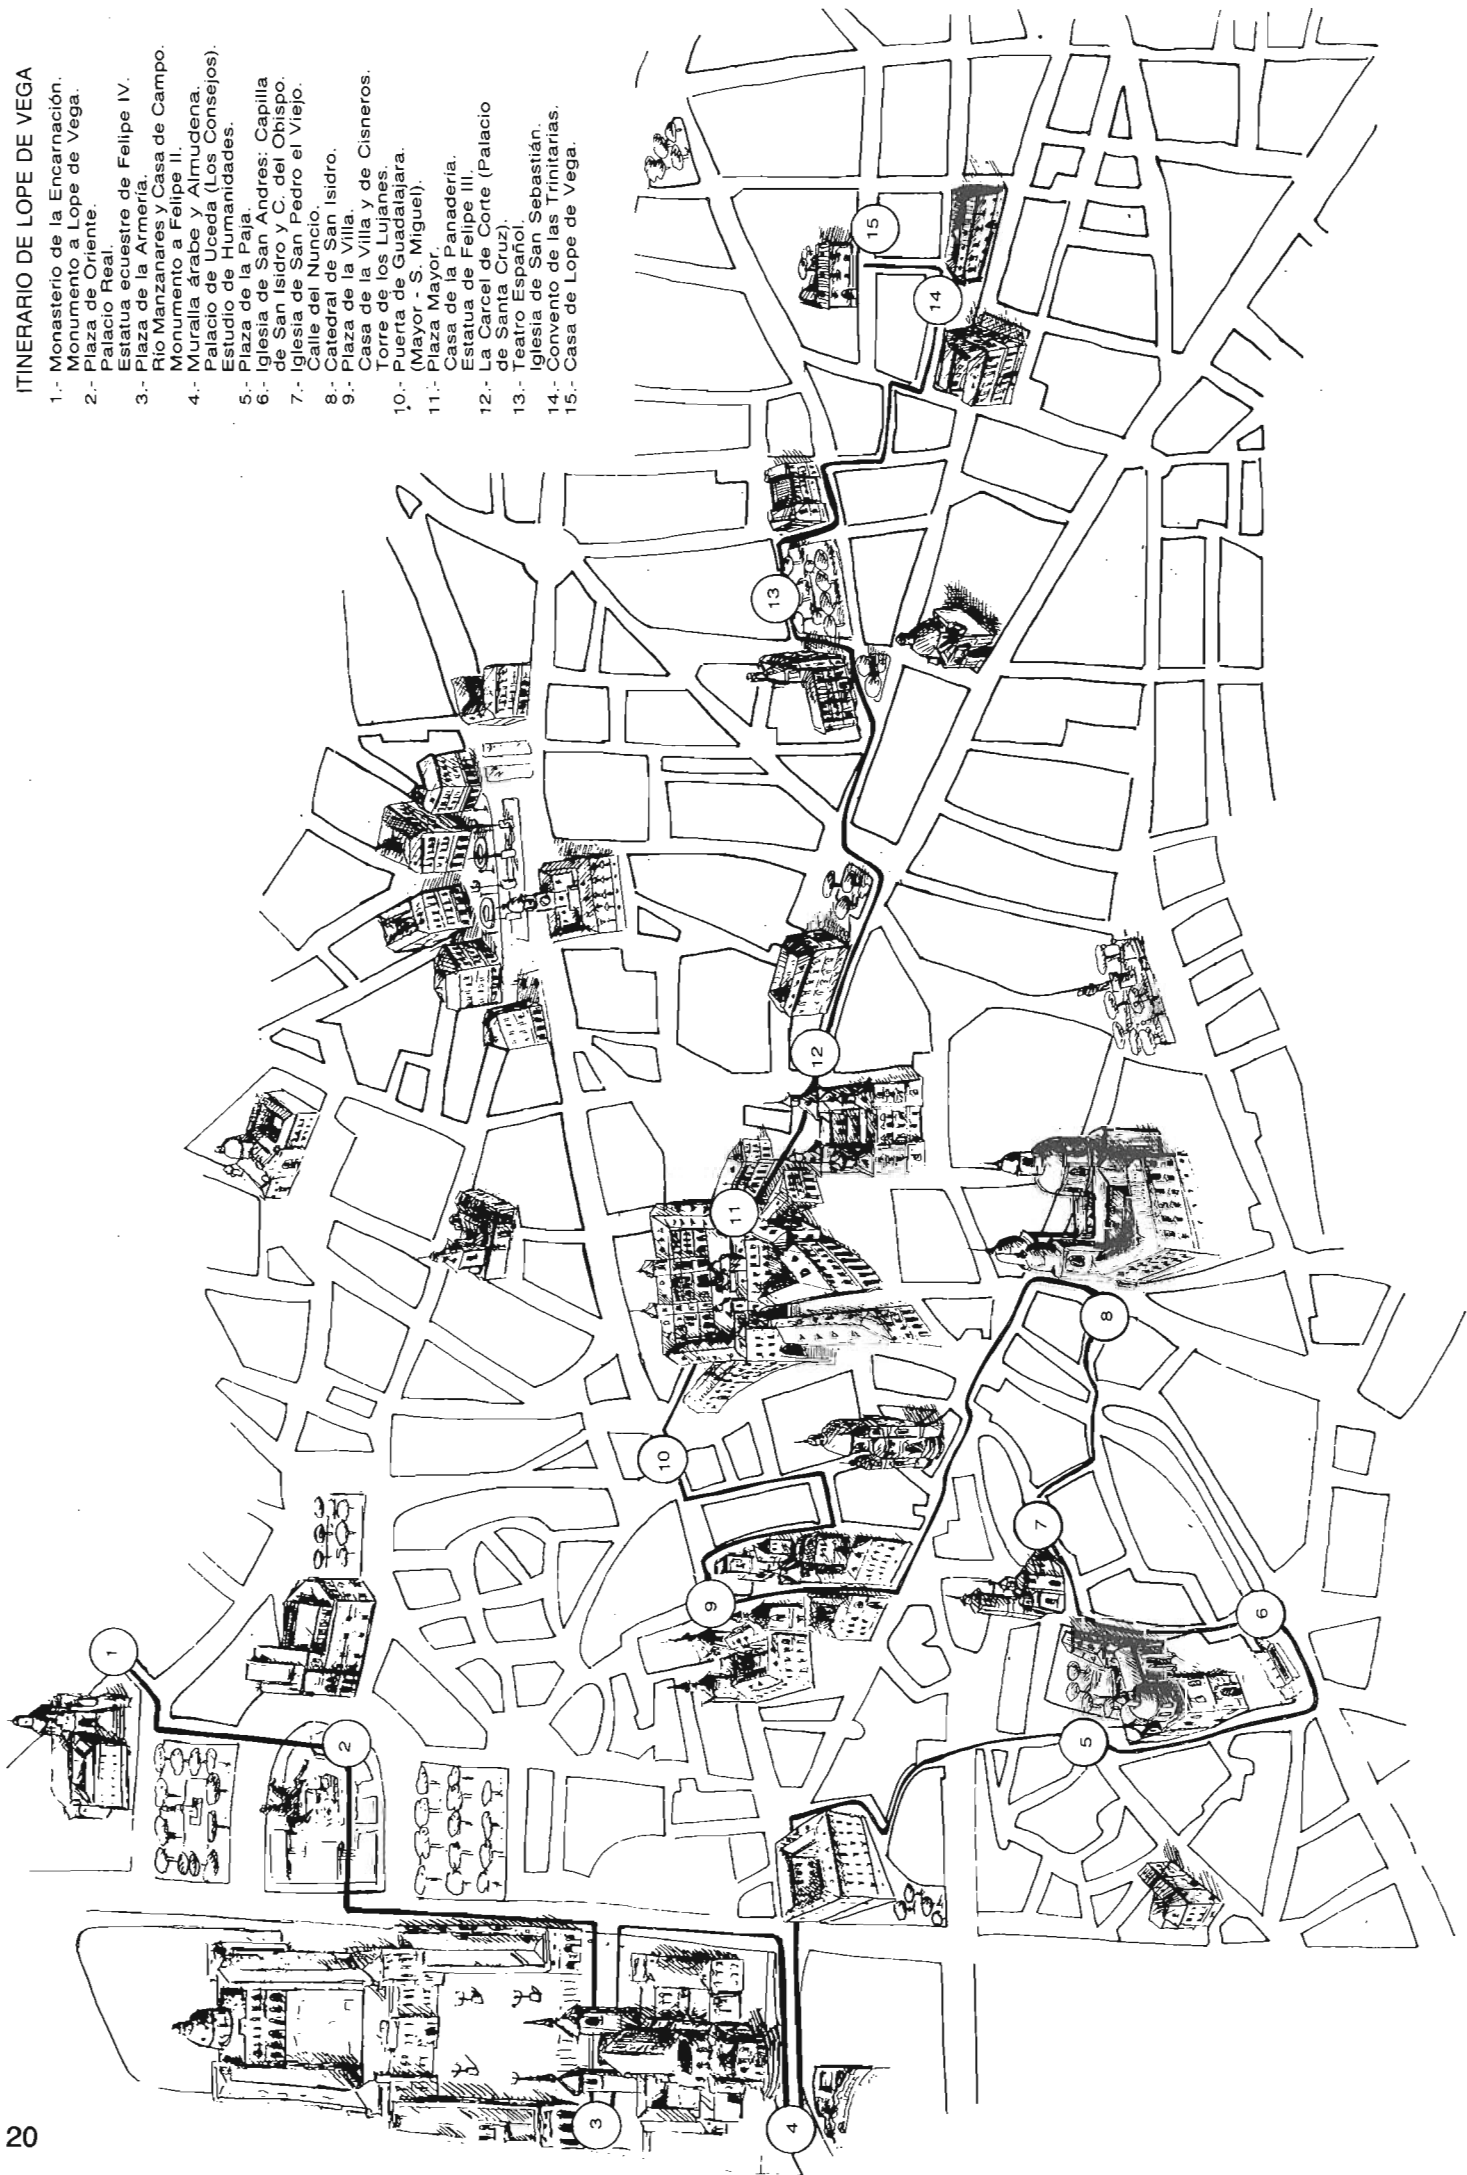 ITINERARIO DE LOPE DE VEGA
1.- Monasterio de la Encarnación.
Monumento a Lope de Vega.
2.- Plaza de Oriente.
Palacio Real.
Estatua ecuestre de Felipe IV.
3.- Plaza de la Armería.
Rio Manzanares y Casa de Campo.
Monumento a Felipe II.
4.- Muralla árabe y Almudena.
Palacio de Uceda (Los Consejos).
Estudio de Humanidades.
5.- Plaza de la Paja.
6.- Iglesia de San Andres: Capilla
de San Isidro y C. del Obispo.
7.- Iglesia de San Pedro el Viejo.
Calle del Nuncio.
8.- Catedral de San Isidro.
9.- Plaza de la Villa.
Casa de la Villa y de Cisneros.
Torre de los Lujanes.
10.- Puerta de Guadalajara.
(Mayor - S. Miguel).
11.- Plaza Mayor.
Casa de la Panadería.
Estatua de Felipe III.
12.- La Carcel de Corte (Palacio
de Santa Cruz).
13.- Teatro Español.
Iglesia de San Sebastián.
14.- Convento de las Trinitarias.
15.- Casa de Lope de Vega.
1
2
3
4
5
6
7
8
9
10
11
12
13
14
15
20